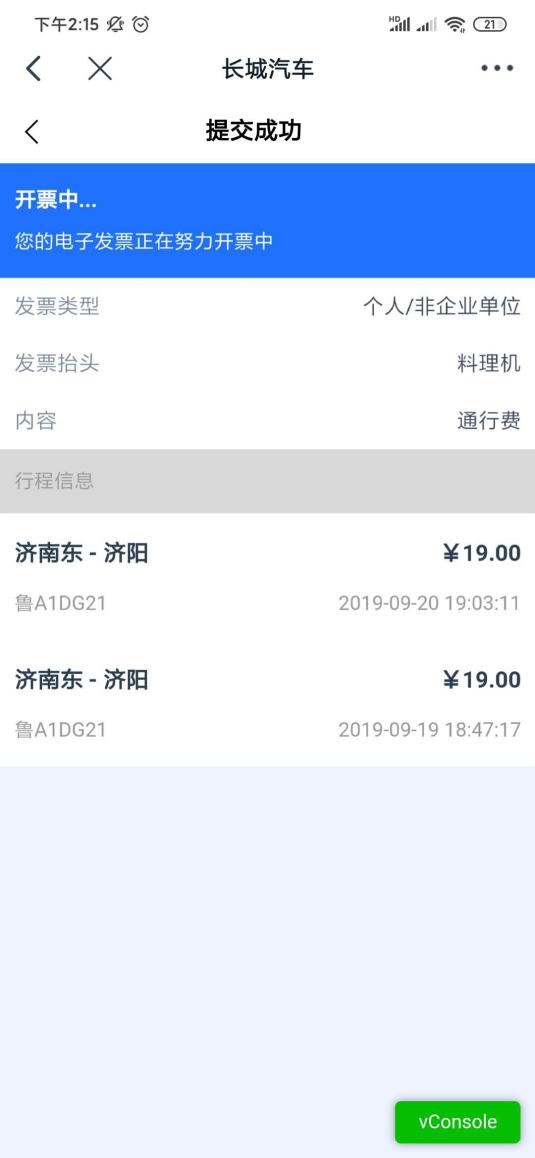 下午2:15 HD 21
长城汽车
提交成功
开票中...
您的电子发票正在努力开票中
发票类型 个人/非企业单位
发票抬头 料理机
内容 通行费
行程信息
济南东 - 济阳 ¥19.00
鲁A1DG21 2019-09-20 19:03:11
济南东 - 济阳 ¥19.00
鲁A1DG21 2019-09-19 18:47:17
vConsole